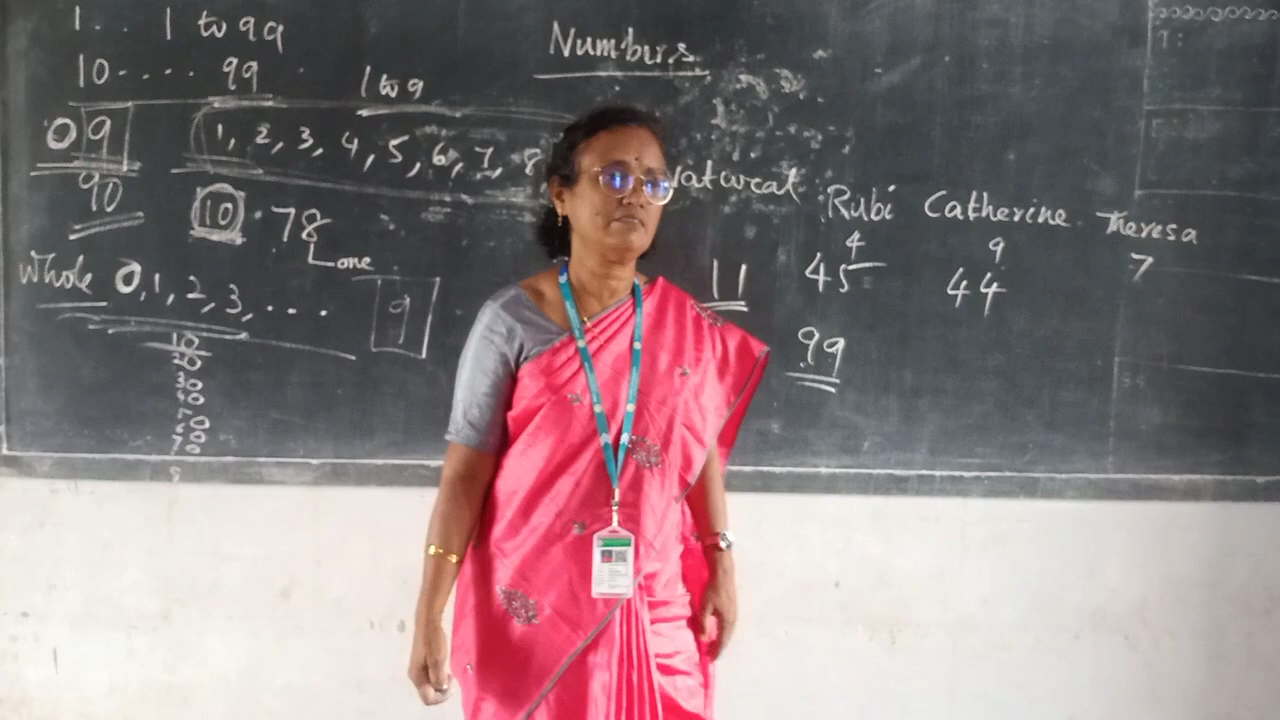 1 . . 1 to 99
Numbers
10 . . . . 99
1 to 9
09
1, 2, 3, 4, 5, 6, 7, 8
Natural
90
10 . 78
one
Rubi Catherine Theresa
4 9
11 45 44 7
Whole 0, 1, 2, 3, . . .
9
99
10
20
30